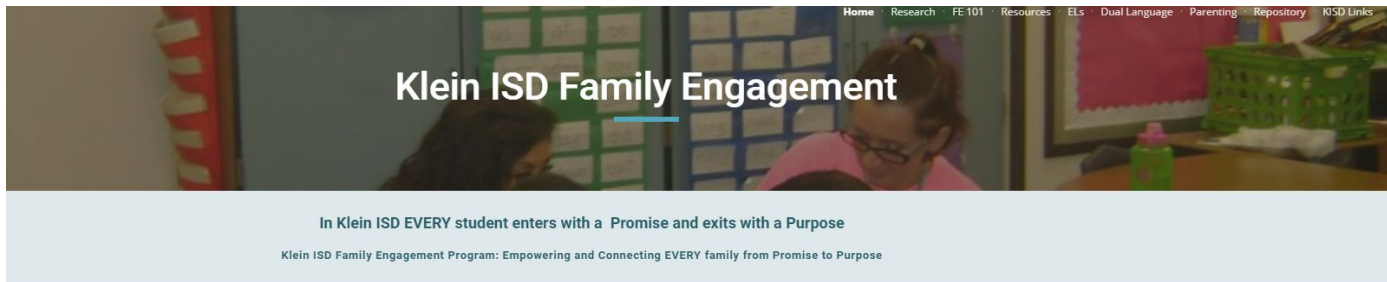 Home · Research · FE 101 · Resources · ELs · Dual Language · Parenting · Repository · KISD Links
Klein ISD Family Engagement
In Klein ISD EVERY student enters with a Promise and exits with a Purpose
Klein ISD Family Engagement Program: Empowering and Connecting EVERY family from Promise to Purpose